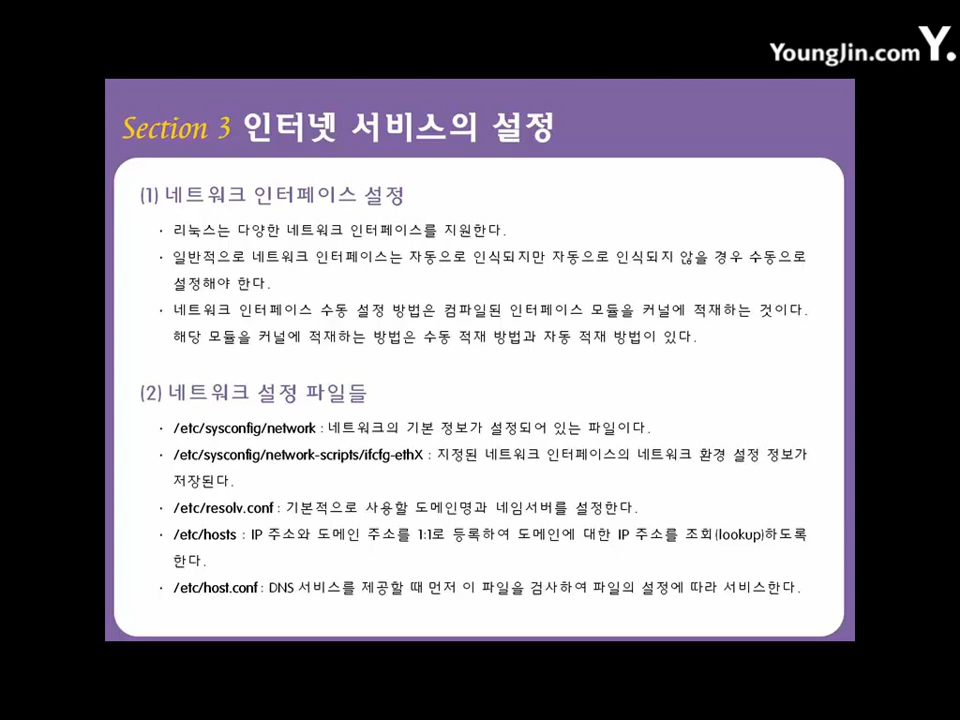 YoungJin.com Y.
Section 3 인터넷 서비스의 설정
(1) 네트워크 인터페이스 설정
· 리눅스는 다양한 네트워크 인터페이스를 지원한다.
· 일반적으로 네트워크 인터페이스는 자동으로 인식되지만 자동으로 인식되지 않을 경우 수동으로
설정해야 한다.
· 네트워크 인터페이스 수동 설정 방법은 컴파일된 인터페이스 모듈을 커널에 적재하는 것이다.
해당 모듈을 커널에 적재하는 방법은 수동 적재 방법과 자동 적재 방법이 있다.
(2) 네트워크 설정 파일들
· /etc/sysconfig/network : 네트워크의 기본 정보가 설정되어 있는 파일이다.
· /etc/sysconfig/network-scripts/ifcfg-ethX : 지정된 네트워크 인터페이스의 네트워크 환경 설정 정보가
저장된다.
· /etc/resolv.conf : 기본적으로 사용할 도메인명과 네임서버를 설정한다.
· /etc/hosts : IP 주소와 도메인 주소를 1:1로 등록하여 도메인에 대한 IP 주소를 조회(lookup)하도록
한다.
· /etc/host.conf : DNS 서비스를 제공할 때 먼저 이 파일을 검사하여 파일의 설정에 따라 서비스한다.